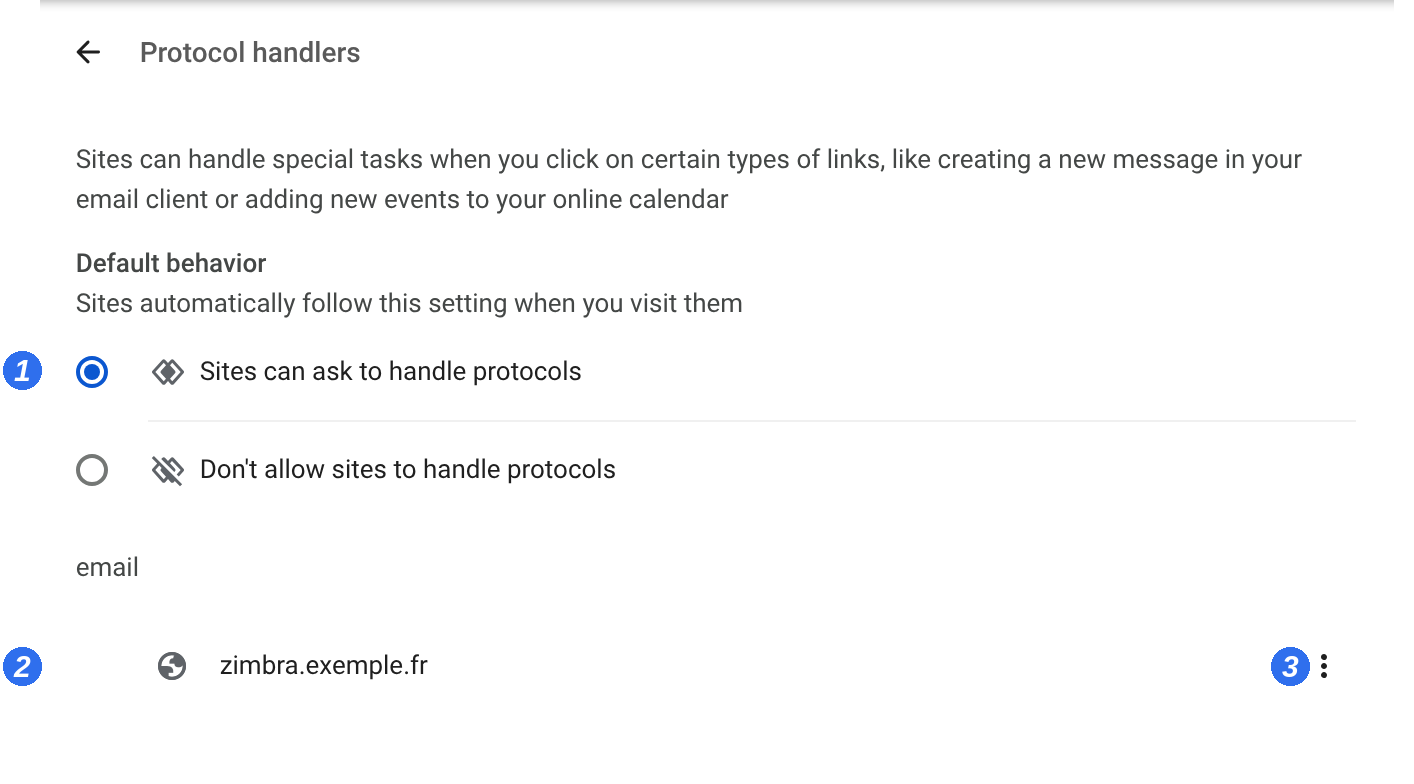 Protocol handlers
Sites can handle special tasks when you click on certain types of links, like creating a new message in your
email client or adding new events to your online calendar
Default behavior
Sites automatically follow this setting when you visit them
1 Sites can ask to handle protocols
Don't allow sites to handle protocols
email
2 zimbra.exemple.fr 3